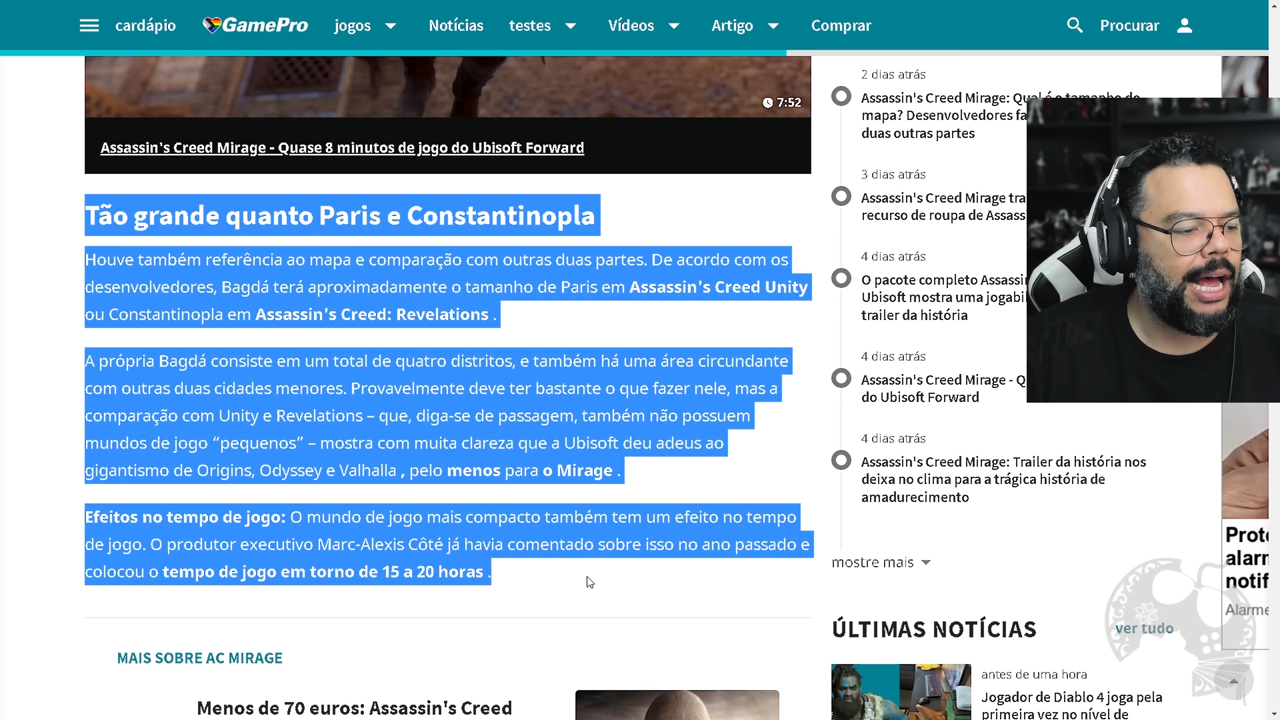 cardápio
GamePro
jogos
Notícias
testes
Vídeos
Artigo
Comprar
Procurar
7:52
Assassin's Creed Mirage - Quase 8 minutos de jogo do Ubisoft Forward
Tão grande quanto Paris e Constantinopla
Houve também referência ao mapa e comparação com outras duas partes. De acordo com os
desenvolvedores, Bagdá terá aproximadamente o tamanho de Paris em Assassin's Creed Unity
ou Constantinopla em Assassin's Creed: Revelations .
A própria Bagdá consiste em um total de quatro distritos, e também há uma área circundante
com outras duas cidades menores. Provavelmente deve ter bastante o que fazer nele, mas a
comparação com Unity e Revelations – que, diga-se de passagem, também não possuem
mundos de jogo “pequenos” – mostra com muita clareza que a Ubisoft deu adeus ao
gigantismo de Origins, Odyssey e Valhalla , pelo menos para o Mirage .
Efeitos no tempo de jogo: O mundo de jogo mais compacto também tem um efeito no tempo
de jogo. O produtor executivo Marc-Alexis Côté já havia comentado sobre isso no ano passado e
colocou o tempo de jogo em torno de 15 a 20 horas .
MAIS SOBRE AC MIRAGE
Menos de 70 euros: Assassin's Creed
2 dias atrás
Assassin's Creed Mirage: Qual é o tamanho do
mapa? Desenvolvedores
duas outras partes
3 dias atrás
Assassin's Creed Mirage
recurso de roupa de
4 dias atrás
O pacote completo
Ubisoft mostra uma
trailer da história
4 dias atrás
Assassin's Creed Mirage -
do Ubisoft Forward
4 dias atrás
Assassin's Creed Mirage: Trailer da história nos
deixa no clima para a trágica história de
amadurecimento
mostre mais
ÚLTIMAS NOTÍCIAS
ver tudo
antes de uma hora
Jogador de Diablo 4 joga pela
primeira vez no nível de